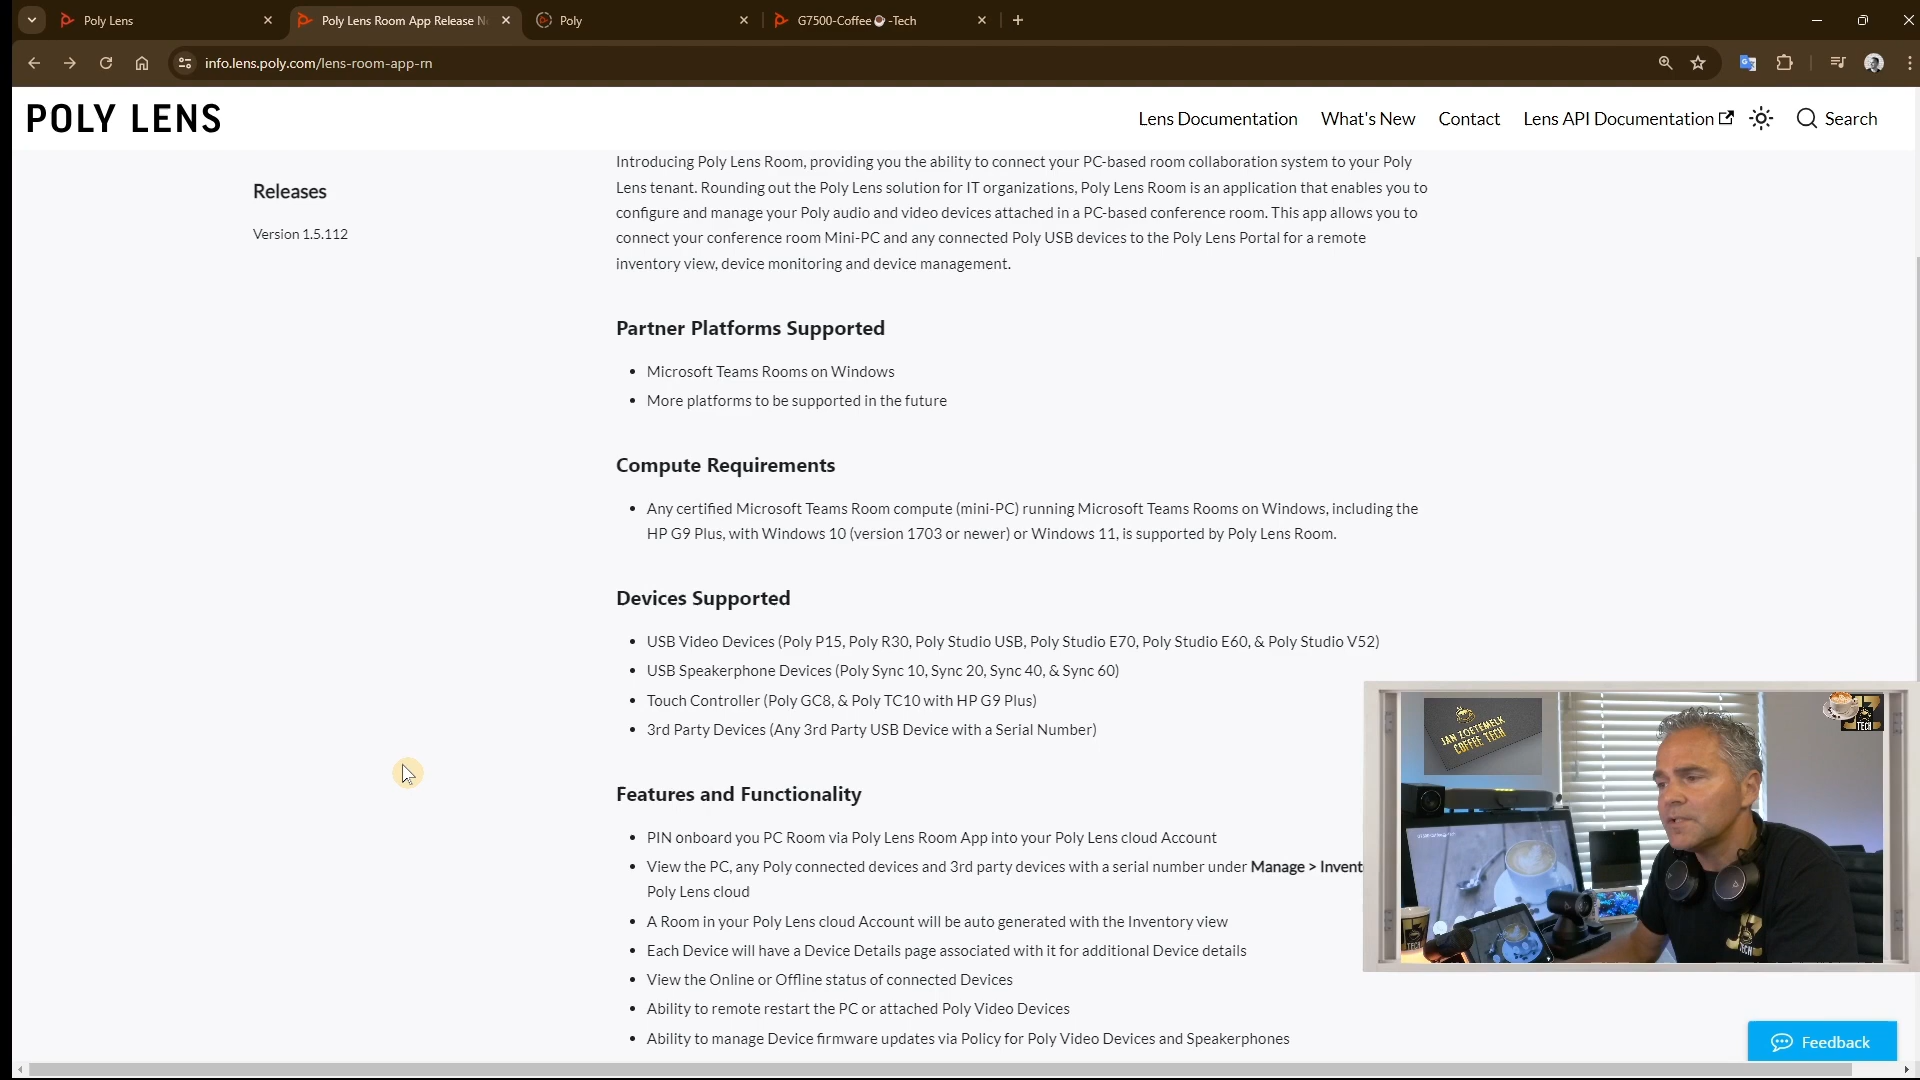 Poly Lens
Poly Lens Room App Release N
Poly
G7500-Coffee -Tech
info.lens.poly.com/lens-room-app-rn
POLY LENS
Lens Documentation
What's New
Contact
Lens API Documentation
Search
Releases
Version 1.5.112
Introducing Poly Lens Room, providing you the ability to connect your PC-based room collaboration system to your Poly
Lens tenant. Rounding out the Poly Lens solution for IT organizations, Poly Lens Room is an application that enables you to
configure and manage your Poly audio and video devices attached in a PC-based conference room. This app allows you to
connect your conference room Mini-PC and any connected Poly USB devices to the Poly Lens Portal for a remote
inventory view, device monitoring and device management.
Partner Platforms Supported
• Microsoft Teams Rooms on Windows
• More platforms to be supported in the future
Compute Requirements
• Any certified Microsoft Teams Room compute (mini-PC) running Microsoft Teams Rooms on Windows, including the
HP G9 Plus, with Windows 10 (version 1703 or newer) or Windows 11, is supported by Poly Lens Room.
Devices Supported
• USB Video Devices (Poly P15, Poly R30, Poly Studio USB, Poly Studio E70, Poly Studio E60, & Poly Studio V52)
• USB Speakerphone Devices (Poly Sync 10, Sync 20, Sync 40, & Sync 60)
• Touch Controller (Poly GC8, & Poly TC10 with HP G9 Plus)
• 3rd Party Devices (Any 3rd Party USB Device with a Serial Number)
Features and Functionality
• PIN onboard you PC Room via Poly Lens Room App into your Poly Lens cloud Account
• View the PC, any Poly connected devices and 3rd party devices with a serial number under Manage > Invent
Poly Lens cloud
• A Room in your Poly Lens cloud Account will be auto generated with the Inventory view
• Each Device will have a Device Details page associated with it for additional Device details
• View the Online or Offline status of connected Devices
• Ability to remote restart the PC or attached Poly Video Devices
• Ability to manage Device firmware updates via Policy for Poly Video Devices and Speakerphones
JAN ZOETEMELK
COFFEE TECH
TECH
Feedback